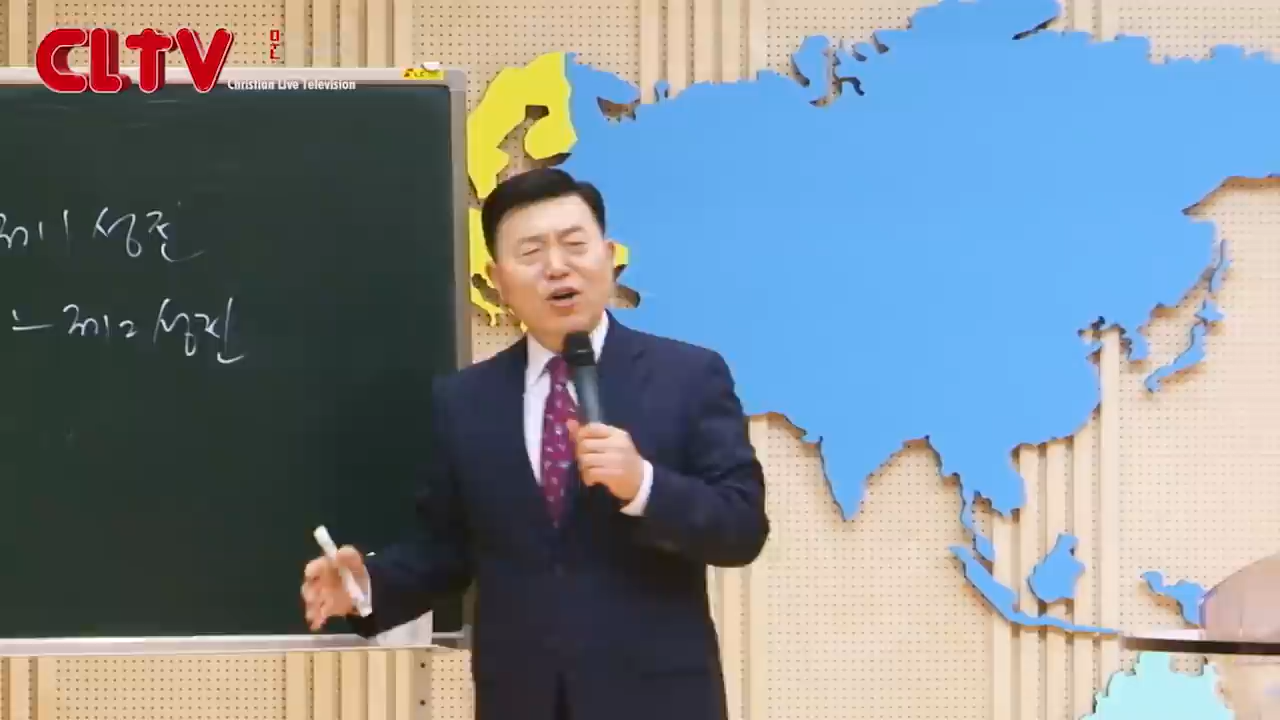 CLTV
Christian Live Television
제1 성전
제2 성전